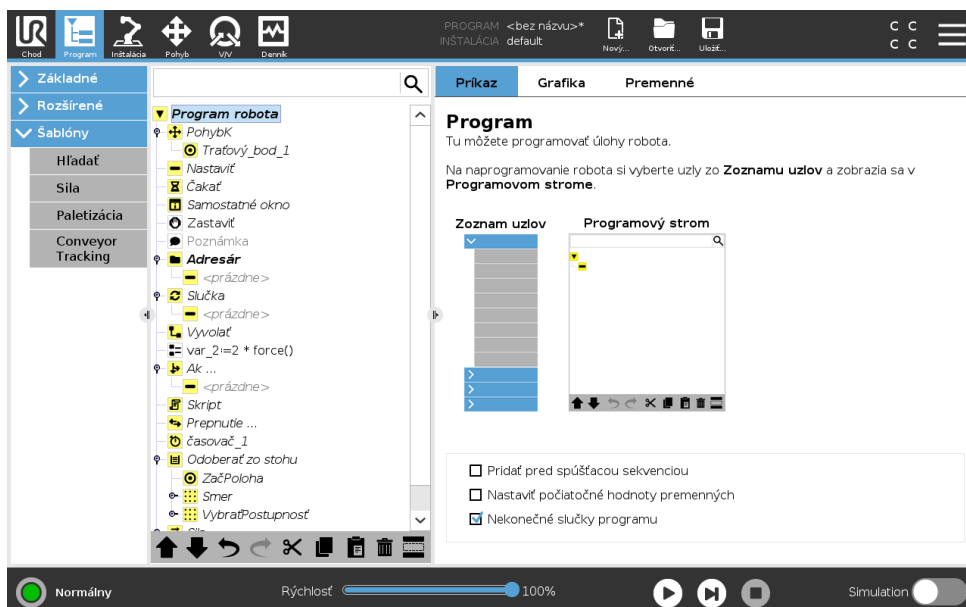 PROGRAM <bez názvu>*
INŠTALÁCIA default
Chod
Program
Inštalácia
Pohyb
V/V
Denník
Nový...
Otvoriť...
Uložiť...
C C
C C
Základné
Rozšírené
Šablóny
Hľadať
Sila
Paletizácia
Conveyor
Tracking
Program robota
PohybK
Traťový_bod_1
Nastaviť
Čakať
Samostatné okno
Zastaviť
Poznámka
Adresár
<prázdne>
Slučka
<prázdne>
Vyvolať
var_2:=2 * force()
Ak ...
<prázdne>
Skript
Prepnutie ...
časovač_1
Odoberať zo stohu
ZačPoloha
Smer
VybraťPostupnosť
Príkaz
Grafika
Premenné
Program
Tu môžete programovať úlohy robota.
Na naprogramovanie robota si vyberte uzly zo Zoznamu uzlov a zobrazia sa v
Programovom strome.
Zoznam uzlov
Programový strom
Pridať pred spúšťacou sekvenciou
Nastaviť počiatočné hodnoty premenných
Nekonečné slučky programu
Normálny
Rýchlosť
100%
Simulation